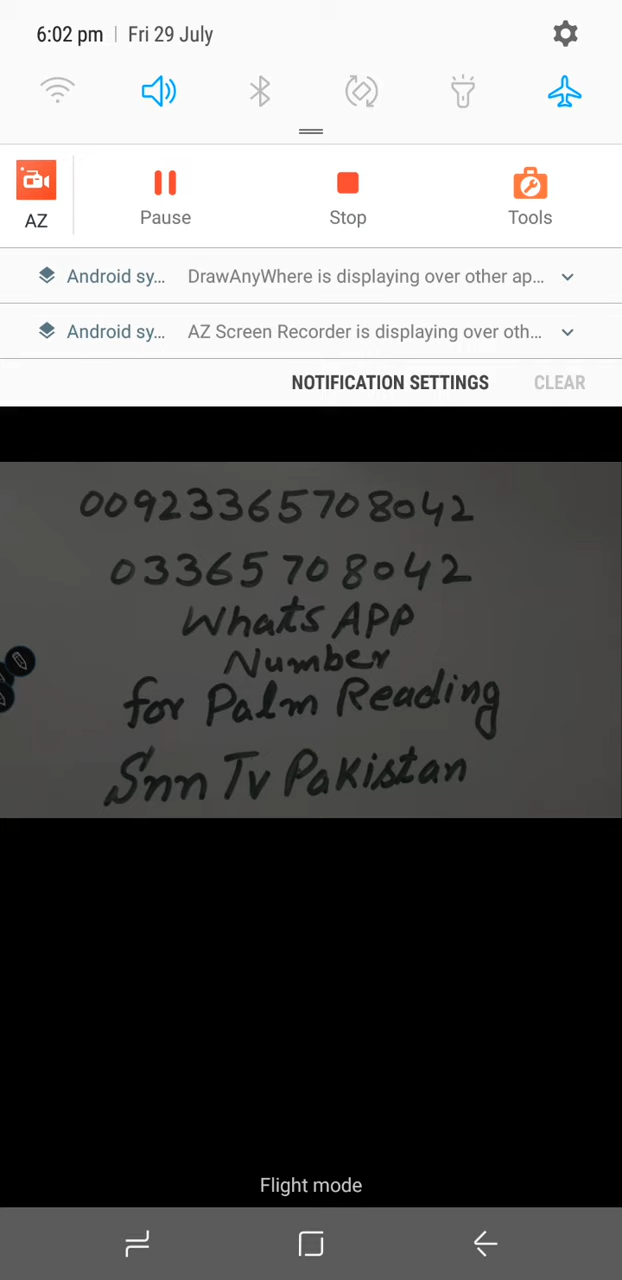 6:02 pm | Fri 29 July
AZ
Pause
Stop
Tools
Android sy... DrawAnyWhere is displaying over other ap...
Android sy... AZ Screen Recorder is displaying over oth...
NOTIFICATION SETTINGS CLEAR
00923365708042
03365708042
WhatsAPP
Number
for Palm Reading
Snn Tv Pakistan
Flight mode